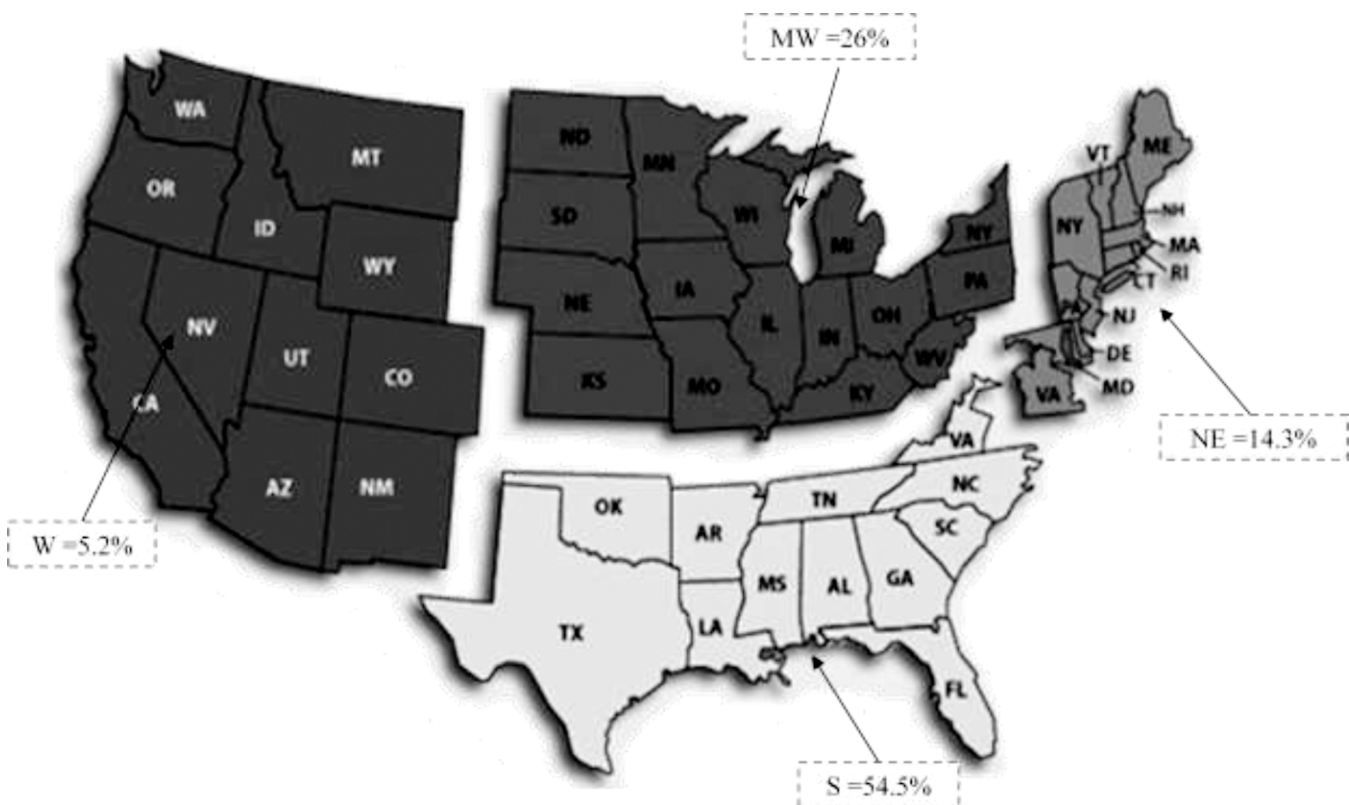 MW =26%
WA
MT
OR
ID
WY
NV
UT
CO
CA
AZ
NM
W =5.2%
ND
MN
SD
WI
MI
NY
NE
IA
PA
IL
IN
OH
KS
MO
WV
KY
ME
VT
NY
NH
MA
RI
CT
PA
NJ
DE
MD
VA
NE =14.3%
VA
OK
TN
NC
AR
SC
MS
AL
GA
TX
LA
FL
S =54.5%